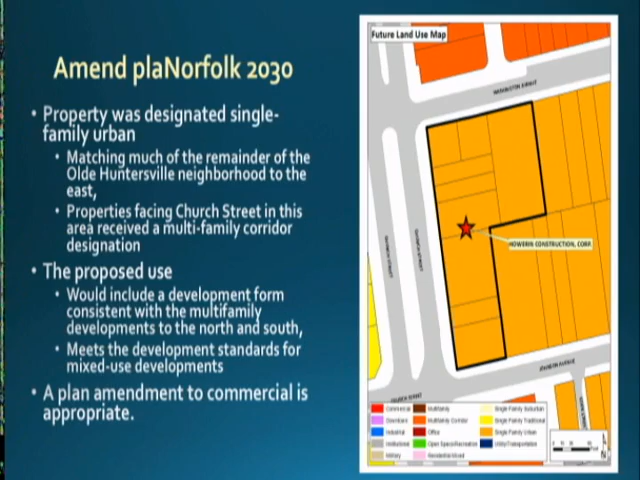 Amend plaNorfolk 2030
• Property was designated single-
family urban
• Matching much of the remainder of the
Olde Huntersville neighborhood to the
east,
• Properties facing Church Street in this
area received a multi-family corridor
designation
• The proposed use
• Would include a development form
consistent with the multifamily
developments to the north and south,
• Meets the development standards for
mixed-use developments
• A plan amendment to commercial is
appropriate.
Future Land Use Map
WASHINGTON AVENUE
HOWERIN CONSTRUCTION, CORP.
CHURCH STREET
Commercial
Downtown
Industrial
Institutional
Military
Multifamily
Multifamily Corridor
Office
Open Space/Recreation
Residential Mixed
Single Family Suburban
Single Family Traditional
Single Family Urban
Utility/Transportation